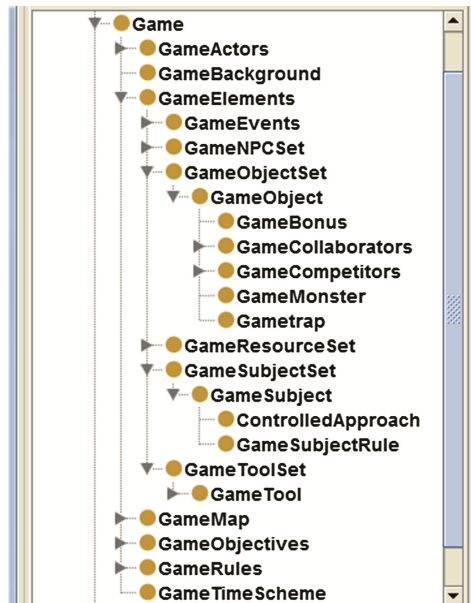 Game
GameActors
GameBackground
GameElements
GameEvents
GameNPCSet
GameObjectSet
GameObject
GameBonus
GameCollaborators
GameCompetitors
GameMonster
Gametrap
GameResourceSet
GameSubjectSet
GameSubject
ControlledApproach
GameSubjectRule
GameToolSet
GameTool
GameMap
GameObjectives
GameRules
GameTimeScheme